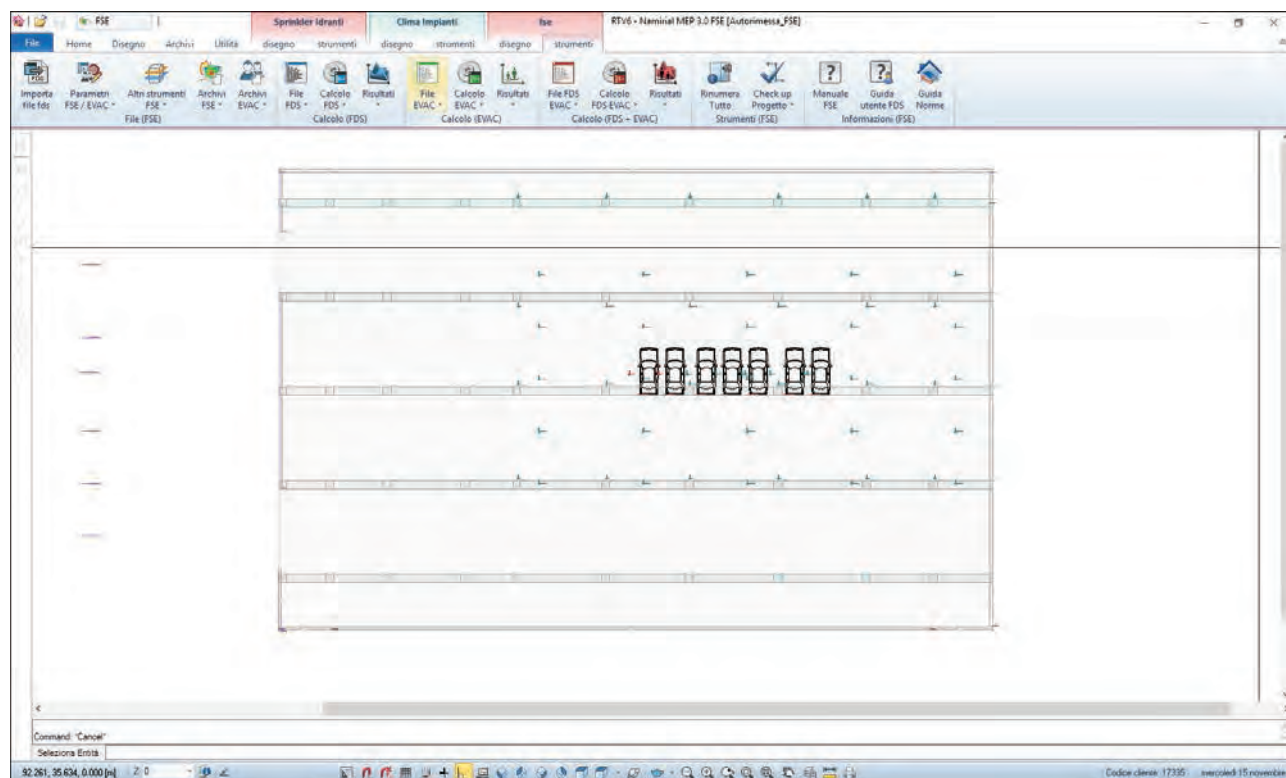 FSE
Sprinkler Idranti
Clima Impianti
fse
RTV6 - Namirial MEP 3.0 FSE [Autorimessa_FSE]
File Home Disegno Archivi Utilità disegno strumenti disegno strumenti disegno strumenti
Importa file fds
Parametri FSE / EVAC
Altri strumenti FSE
Archivi FSE
Archivi EVAC
File FDS
Calcolo FDS
Risultati
File EVAC
Calcolo EVAC
Risultati
File FDS EVAC
Calcolo FDS-EVAC
Risultati
Rinumera Tutto
Check up Progetto
Manuale FSE
Guida utente FDS
Guida Norme
File (FSE)
Calcolo (FDS)
Calcolo (EVAC)
Calcolo (FDS + EVAC)
Strumenti (FSE)
Informazioni (FSE)
Command: "Cancel"
Seleziona Entità
92.261, 35.634, 0.000 [m] Z: 0
Codice cliente: 17335 mercoledì 15 novembre